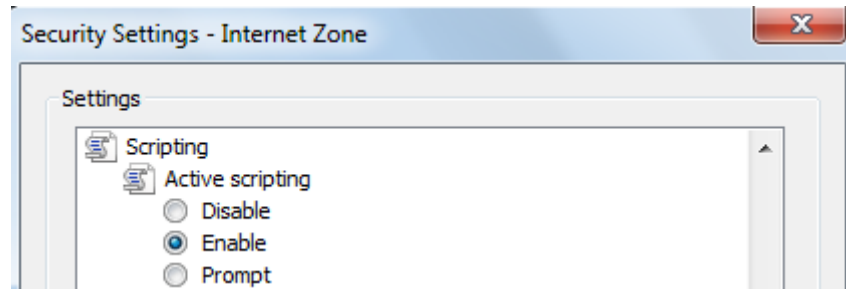 Security Settings - Internet Zone
Settings
Scripting
Active scripting
Disable
Enable
Prompt